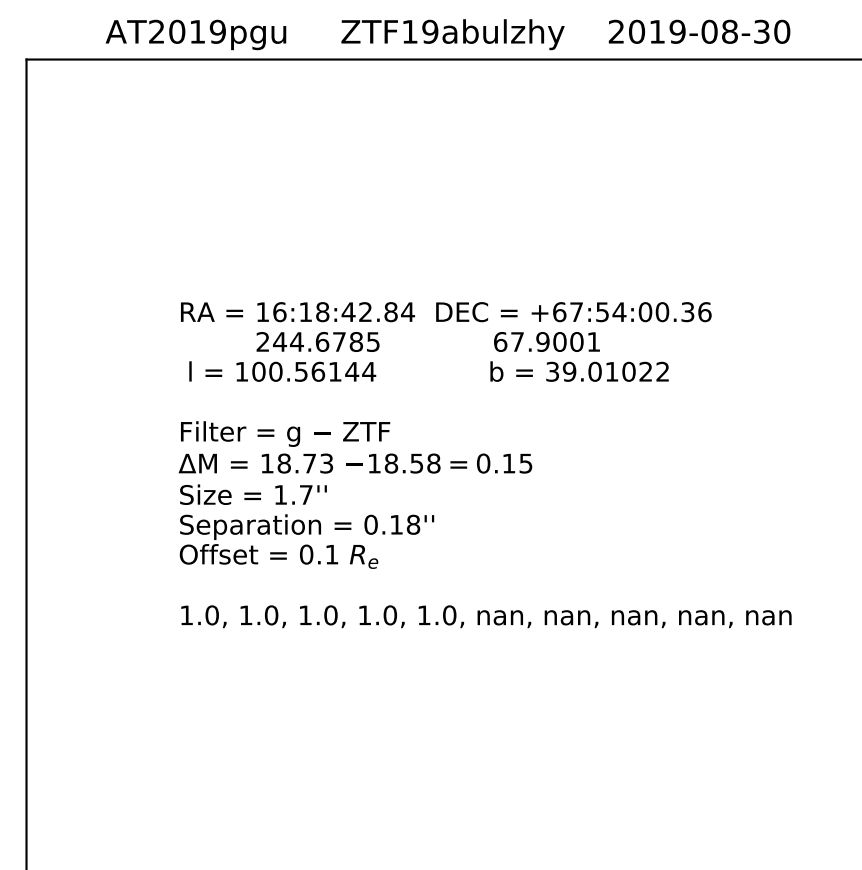 AT2019pgu ZTF19abulzhy 2019-08-30
RA = 16:18:42.84 DEC = +67:54:00.36
244.6785 67.9001
l = 100.56144 b = 39.01022
Filter = g − ZTF
ΔM = 18.73 −18.58 = 0.15
Size = 1.7''
Separation = 0.18''
Offset = 0.1 Re
1.0, 1.0, 1.0, 1.0, 1.0, nan, nan, nan, nan, nan